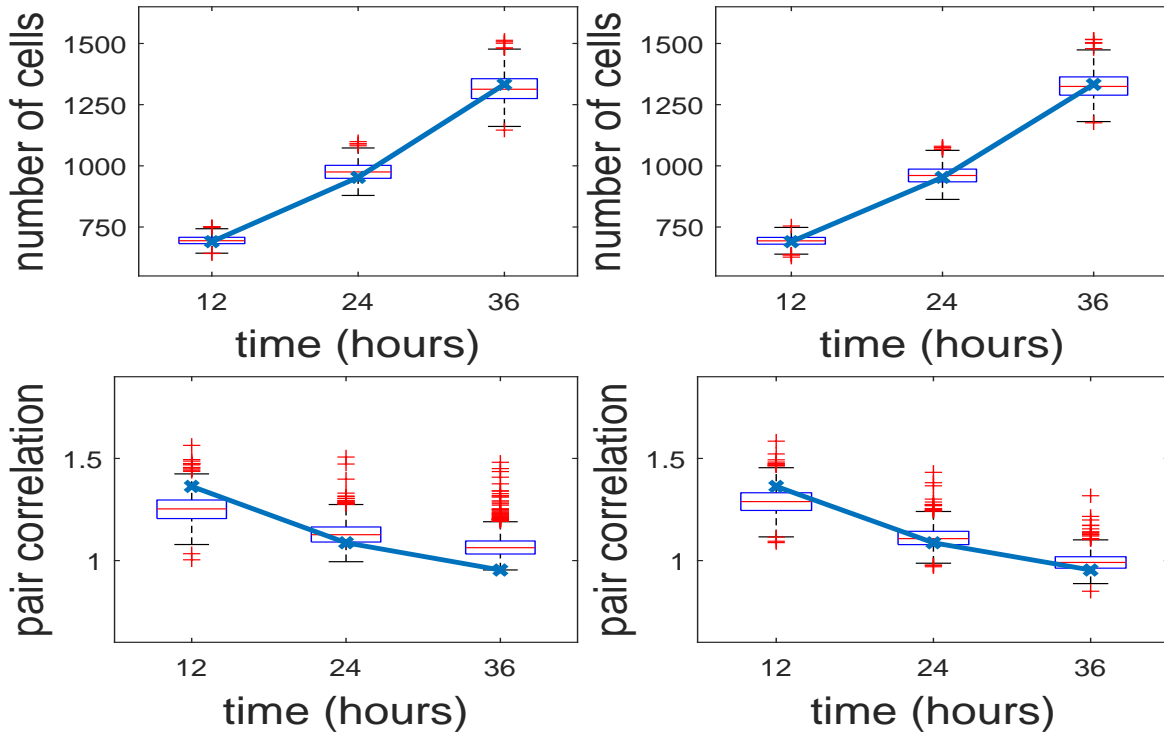 number of cells
1500
1250
1000
750
12 24 36
time (hours)
number of cells
1500
1250
1000
750
12 24 36
time (hours)
pair correlation
1.5
1
12 24 36
time (hours)
pair correlation
1.5
1
12 24 36
time (hours)